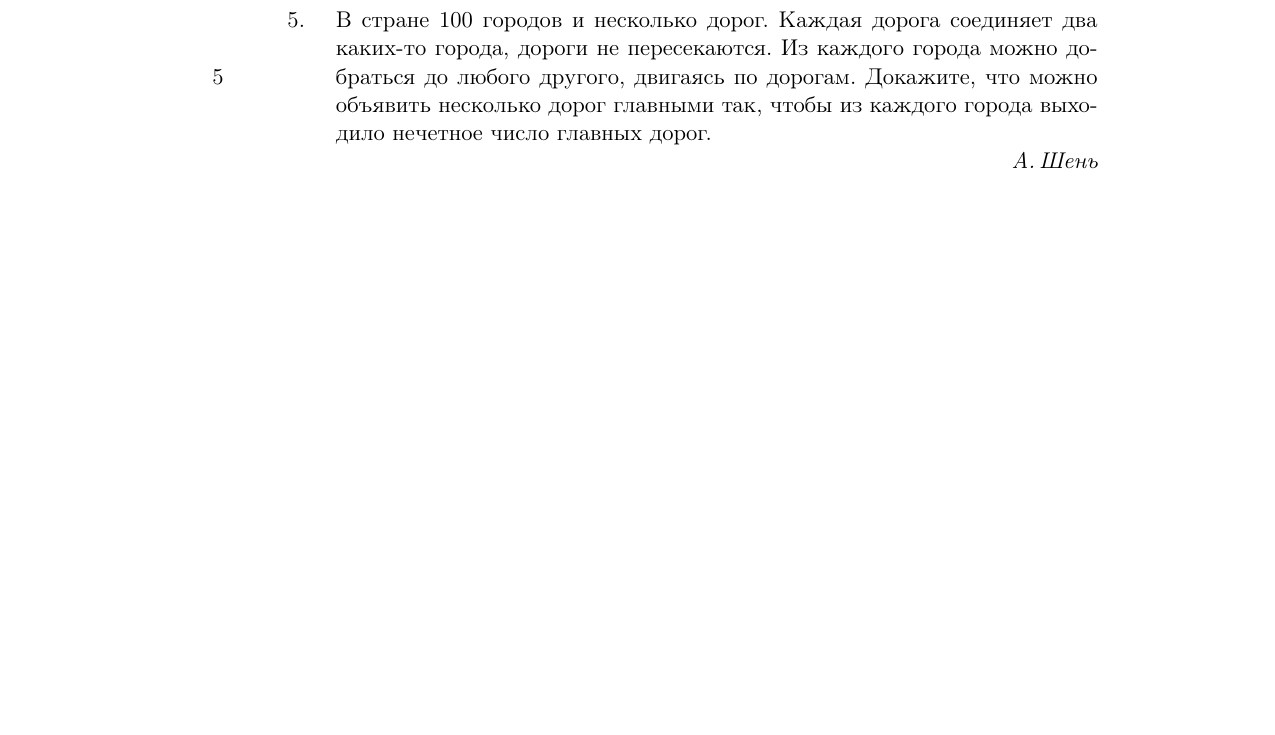 5. В стране 100 городов и несколько дорог. Каждая дорога соединяет два
каких-то города, дороги не пересекаются. Из каждого города можно до-
5 браться до любого другого, двигаясь по дорогам. Докажите, что можно
объявить несколько дорог главными так, чтобы из каждого города выхо-
дило нечетное число главных дорог.
А. Шень